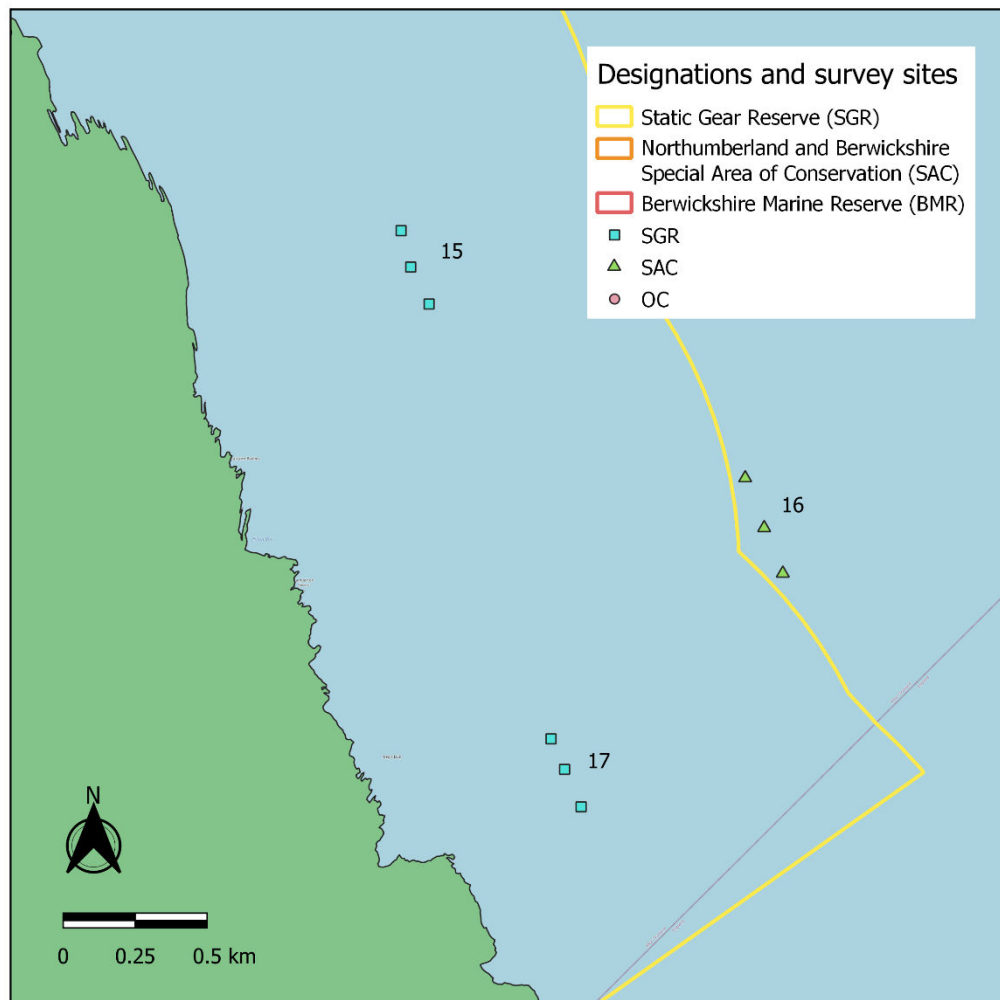 Designations and survey sites
Static Gear Reserve (SGR)
Northumberland and Berwickshire
Special Area of Conservation (SAC)
Berwickshire Marine Reserve (BMR)
SGR
SAC
OC
15
16
17
N
0 0.25 0.5 km